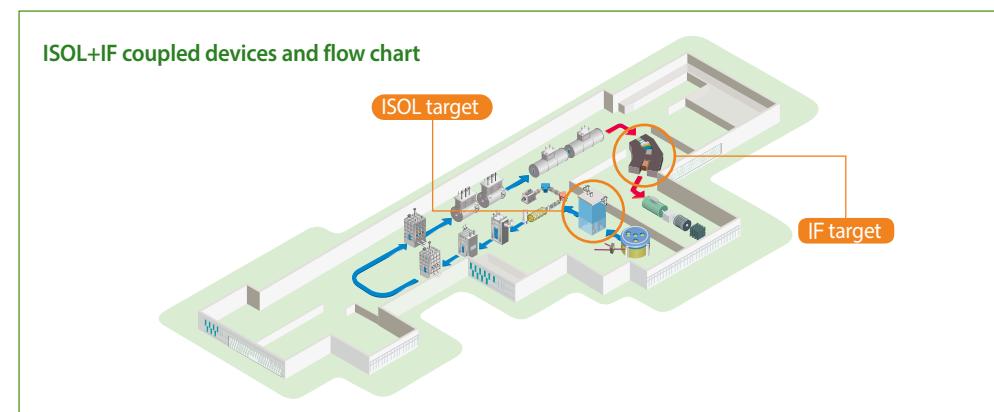 ISOL+IF coupled devices and flow chart
ISOL target
IF target